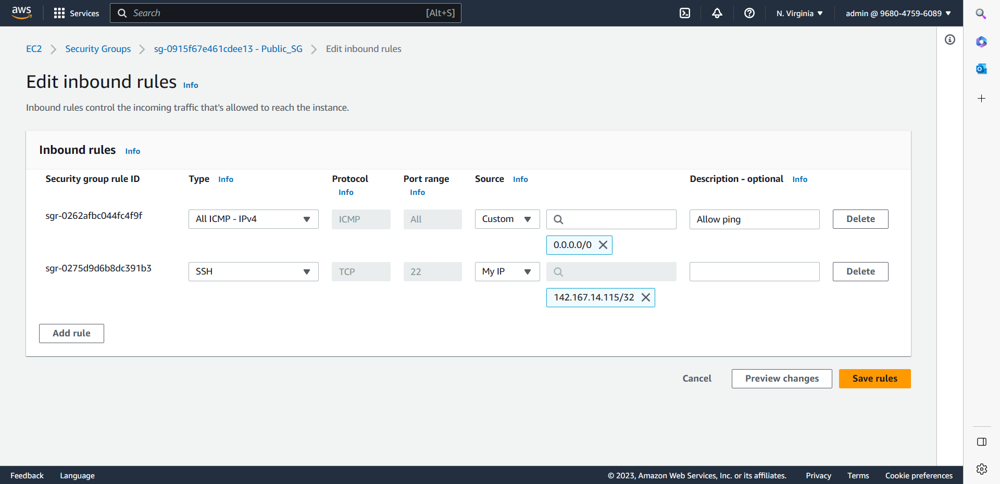 aws Services Search [Alt+S] N. Virginia admin @ 9680-4759-6089
EC2 Security Groups sg-0915f67e461cdee13 - Public_SG Edit inbound rules
Edit inbound rules Info
Inbound rules control the incoming traffic that's allowed to reach the instance.
Inbound rules Info
Security group rule ID Type Info Protocol Port range Source Info Description - optional Info
Info Info
sgr-0262afbc044fc4f9f All ICMP - IPv4 ICMP All Custom Allow ping Delete
0.0.0.0/0
sgr-0275d9d6b8dc391b3 SSH TCP 22 My IP Delete
142.167.14.115/32
Add rule
Cancel Preview changes Save rules
Feedback Language © 2023, Amazon Web Services, Inc. or its affiliates. Privacy Terms Cookie preferences